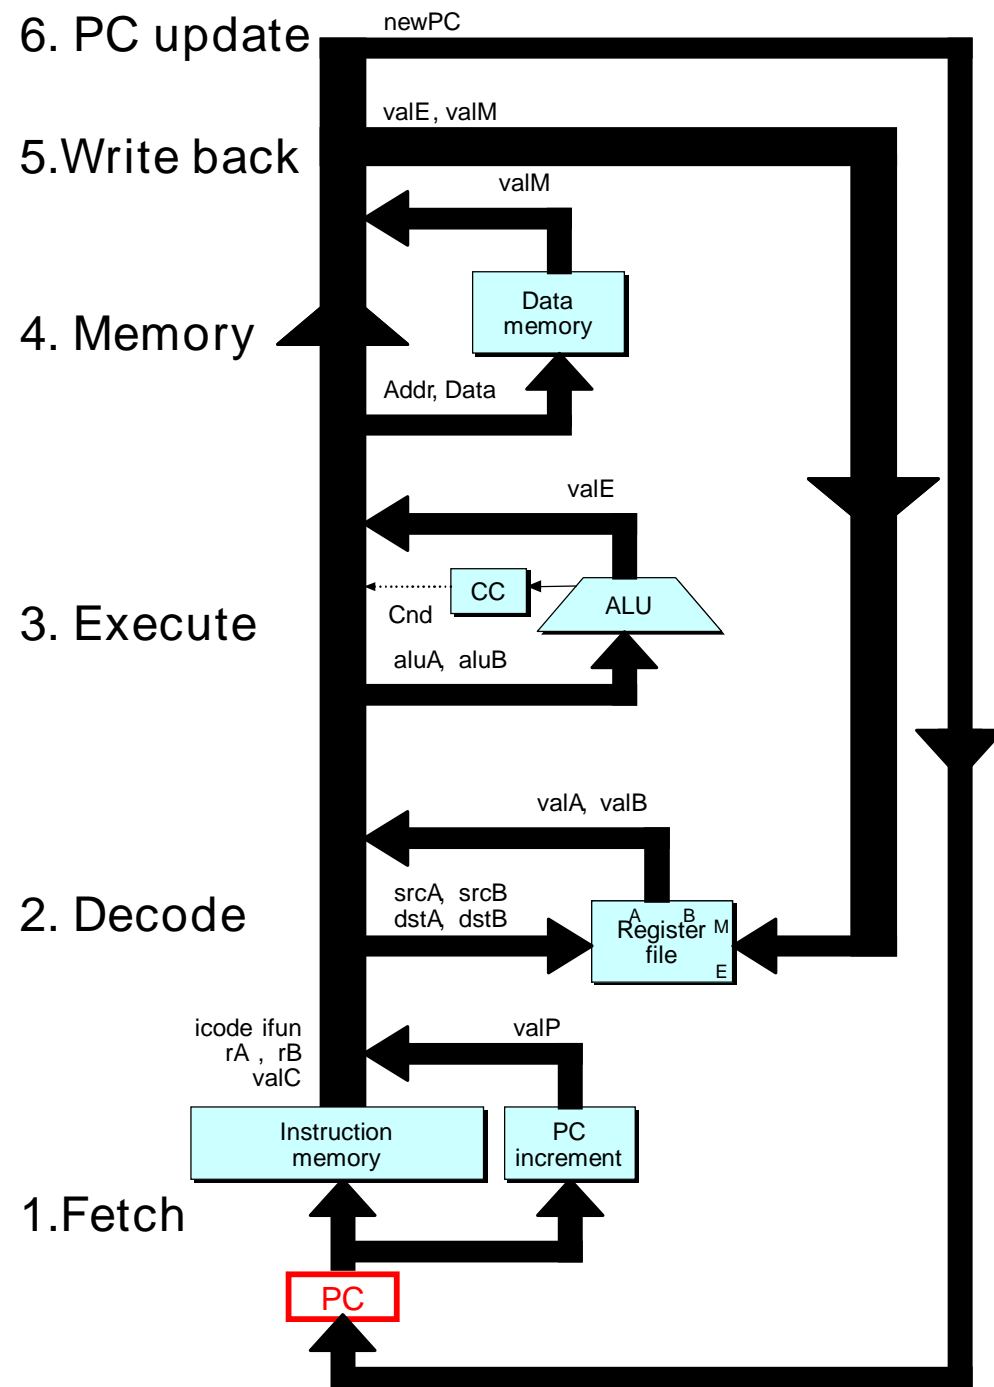 6. PC update
newPC
valE, valM
5.Write back
valM
Data
memory
4. Memory
Addr, Data
valE
CC
ALU
Cnd
3. Execute
aluA, aluB
valA, valB
srcA, srcB
dstA, dstB
2. Decode
A B
Register M
file
E
icode ifun
rA , rB
valC
valP
Instruction
memory
PC
increment
1.Fetch
PC